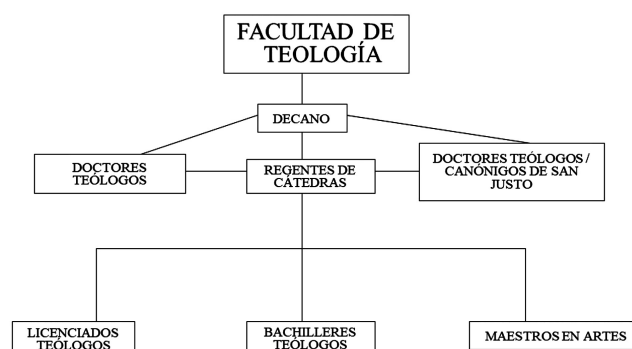 FACULTAD DE
TEOLOGÍA
DECANO
DOCTORES
TEÓLOGOS
REGENTES DE
CÁTEDRAS
DOCTORES TEÓLOGOS /
CANÓNIGOS DE SAN
JUSTO
LICENCIADOS
TEÓLOGOS
BACHILLERES
TEÓLOGOS
MAESTROS EN ARTES